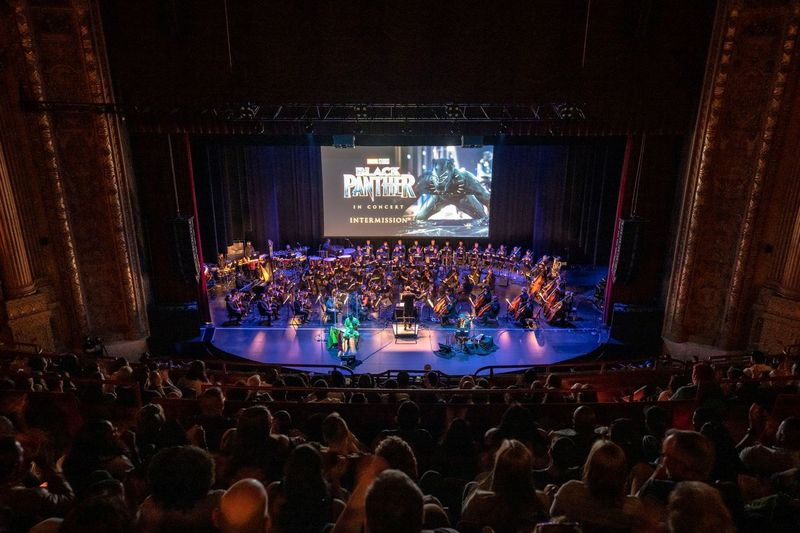 MARVEL STUDIOS
BLACK
PANTHER
IN CONCERT
INTERMISSION